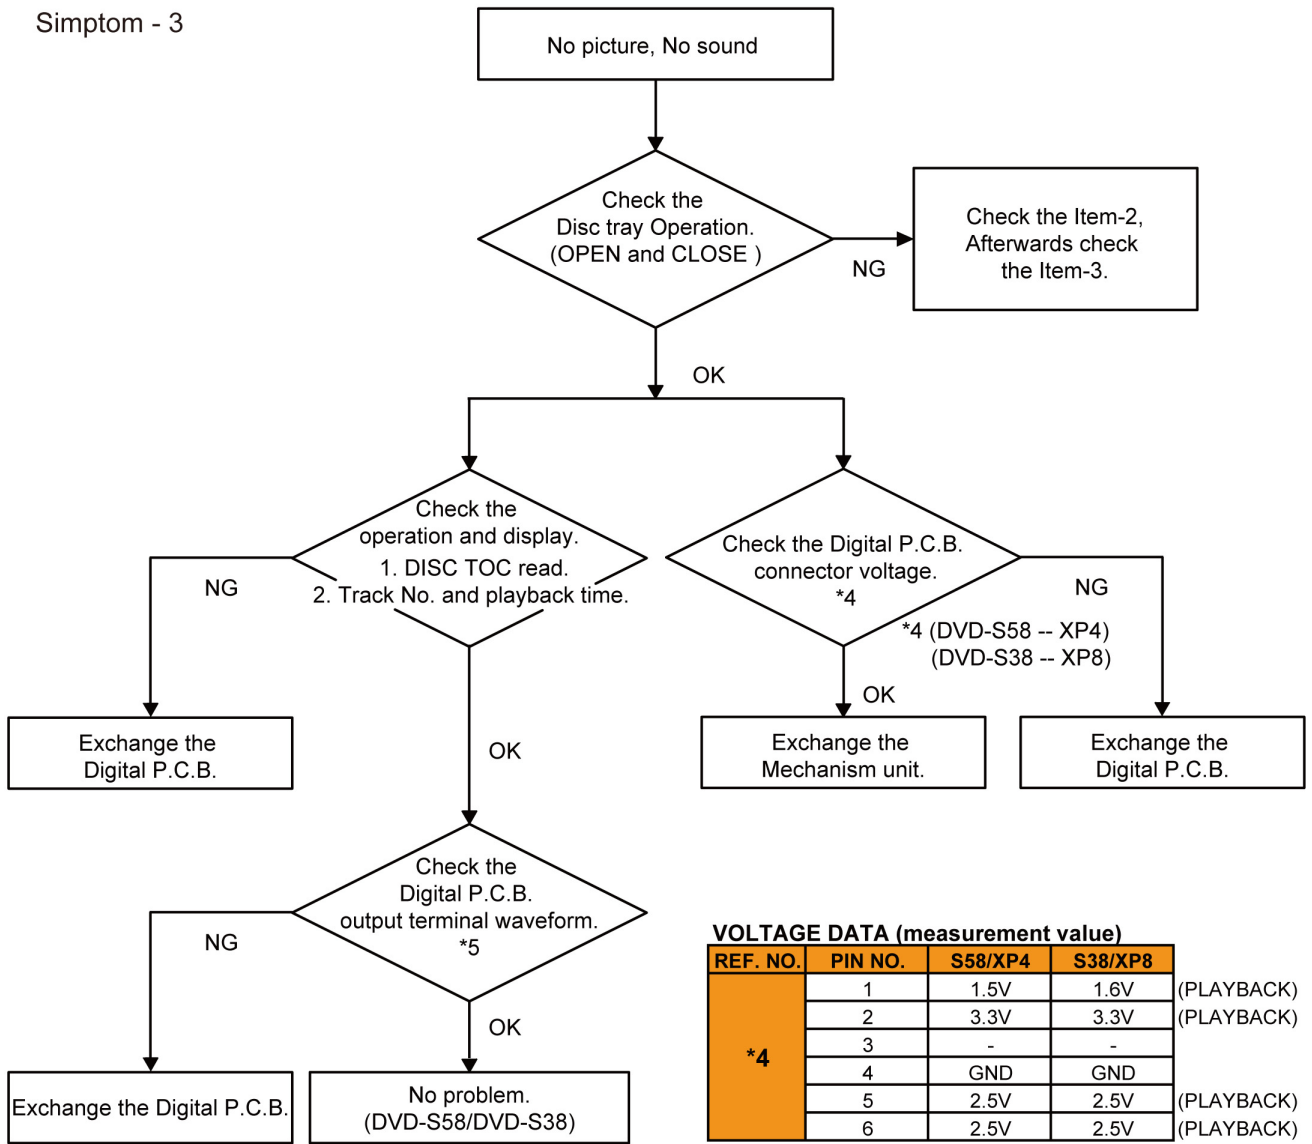 Simptom - 3
No picture, No sound
Check the
Disc tray Operation.
(OPEN and CLOSE )
NG
Check the Item-2,
Afterwards check
the Item-3.
OK
Check the
operation and display.
1. DISC TOC read.
2. Track No. and playback time.
NG
Check the Digital P.C.B.
connector voltage.
*4
NG
*4 (DVD-S58 -- XP4)
(DVD-S38 -- XP8)
OK
Exchange the
Digital P.C.B.
OK
Exchange the
Mechanism unit.
Exchange the
Digital P.C.B.
Check the
Digital P.C.B.
output terminal waveform.
*5
NG
OK
Exchange the Digital P.C.B.
No problem.
(DVD-S58/DVD-S38)
VOLTAGE DATA (measurement value)
REF. NO. PIN NO. S58/XP4 S38/XP8
*4
1 1.5V 1.6V (PLAYBACK)
2 3.3V 3.3V (PLAYBACK)
3 - -
4 GND GND
5 2.5V 2.5V (PLAYBACK)
6 2.5V 2.5V (PLAYBACK)